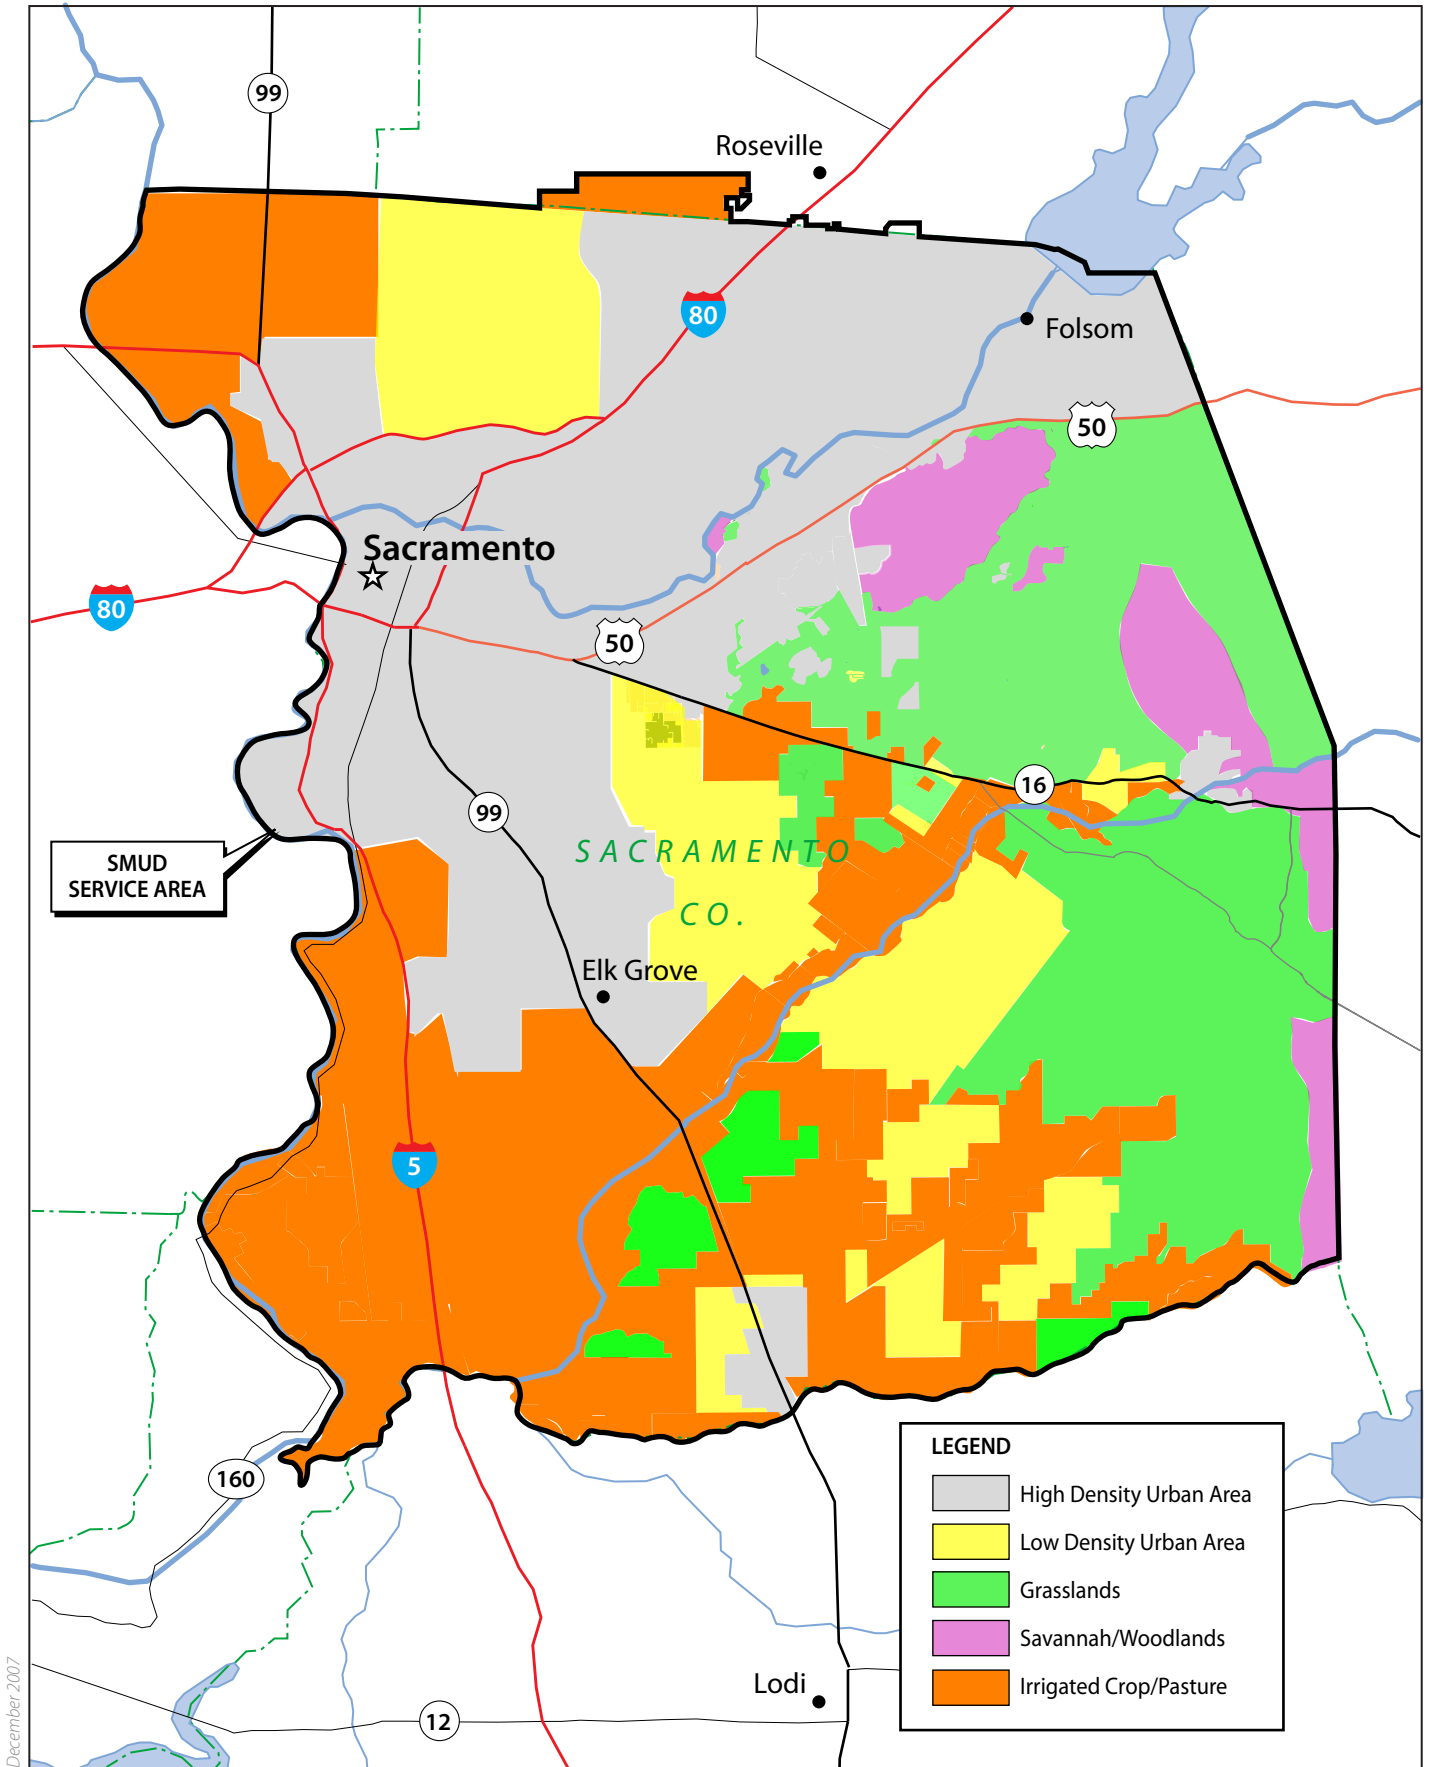 99
Roseville
80
Folsom
50
Sacramento
80
50
16
99
SMUD
SERVICE AREA
SACRAMENTO
CO.
Elk Grove
5
160
LEGEND
High Density Urban Area
Low Density Urban Area
Grasslands
Savannah/Woodlands
Irrigated Crop/Pasture
Lodi
12
December 2007